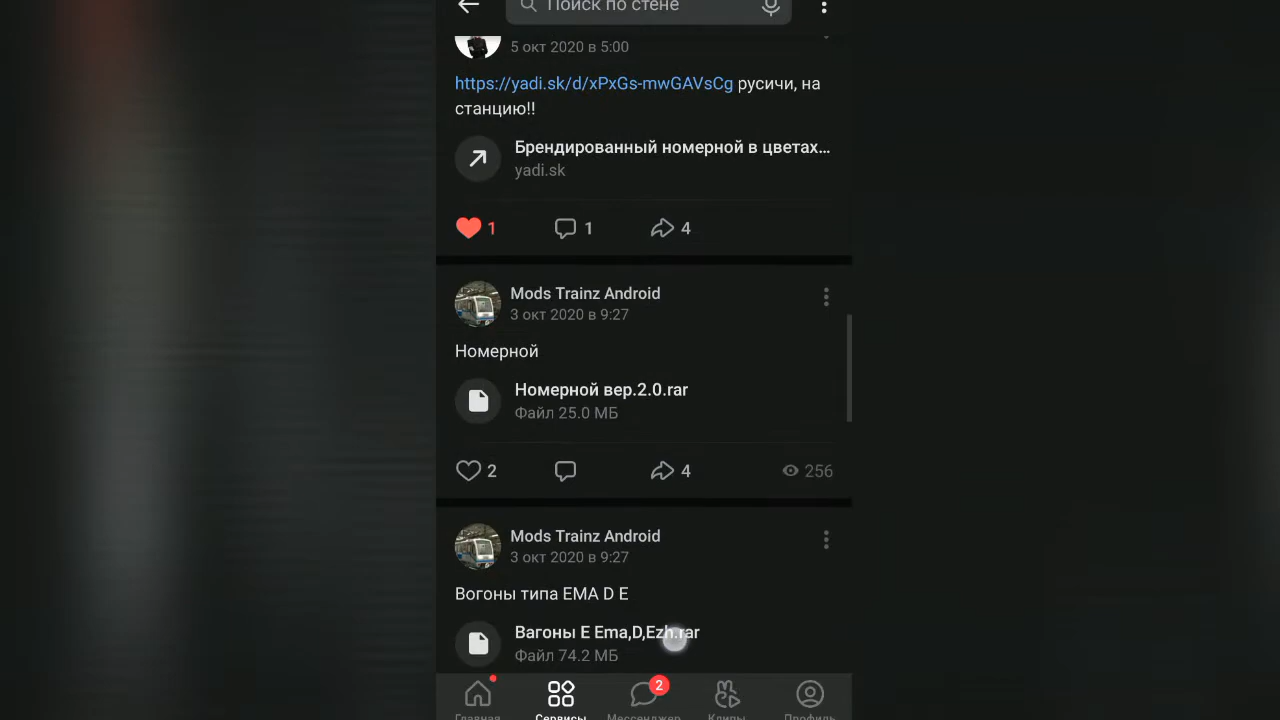 Поиск по стене
5 окт 2020 в 5:00
https://yadi.sk/d/xPxGs-mwGAVsCg русичи, на
станцию!!
Брендированный номерной в цветах...
yadi.sk
1 1 4
Mods Trainz Android
3 окт 2020 в 9:27
Номерной
Номерной вер.2.0.rar
Файл 25.0 МБ
2 4 256
Mods Trainz Android
3 окт 2020 в 9:27
Вогоны типа ЕМА D E
Вагоны Е Ema,D,Ezh.rar
Файл 74.2 МБ
2
Главная Сервисы Мессенджер Клипы Профиль